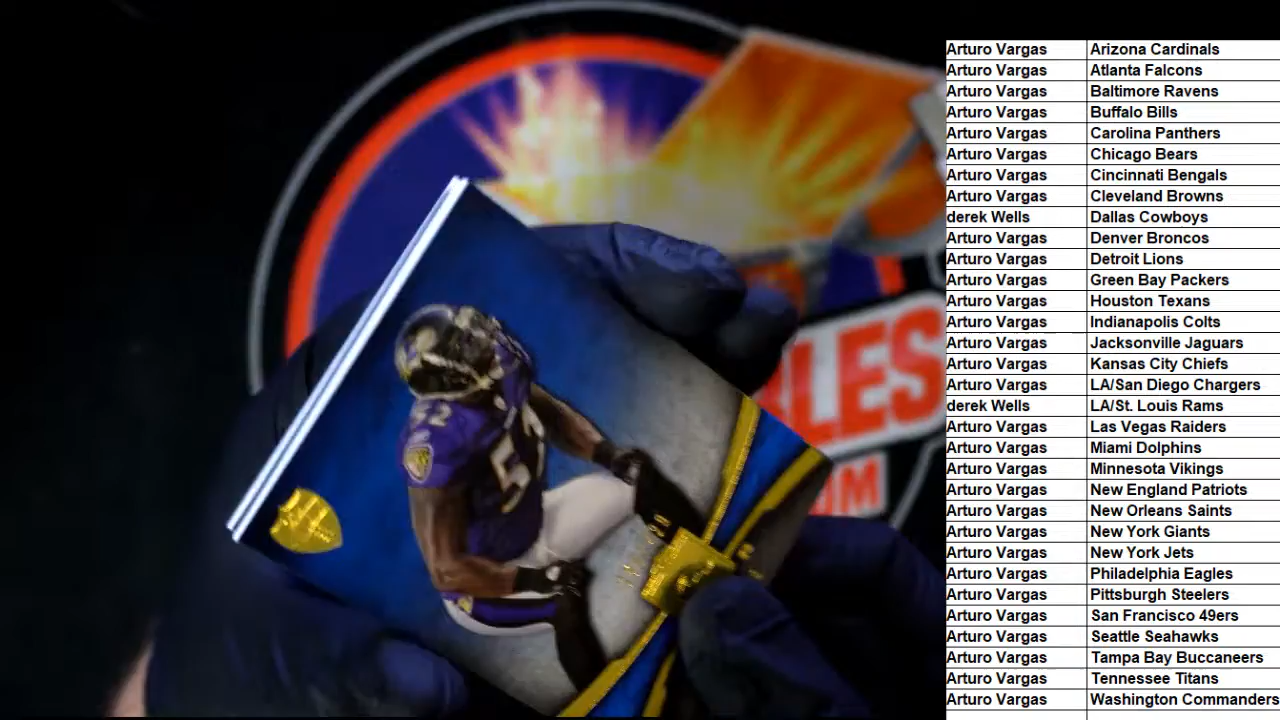 Arturo Vargas Arizona Cardinals
Arturo Vargas Atlanta Falcons
Arturo Vargas Baltimore Ravens
Arturo Vargas Buffalo Bills
Arturo Vargas Carolina Panthers
Arturo Vargas Chicago Bears
Arturo Vargas Cincinnati Bengals
Arturo Vargas Cleveland Browns
derek Wells Dallas Cowboys
Arturo Vargas Denver Broncos
Arturo Vargas Detroit Lions
Arturo Vargas Green Bay Packers
Arturo Vargas Houston Texans
Arturo Vargas Indianapolis Colts
Arturo Vargas Jacksonville Jaguars
Arturo Vargas Kansas City Chiefs
Arturo Vargas LA/San Diego Chargers
derek Wells LA/St. Louis Rams
Arturo Vargas Las Vegas Raiders
Arturo Vargas Miami Dolphins
Arturo Vargas Minnesota Vikings
Arturo Vargas New England Patriots
Arturo Vargas New Orleans Saints
Arturo Vargas New York Giants
Arturo Vargas New York Jets
Arturo Vargas Philadelphia Eagles
Arturo Vargas Pittsburgh Steelers
Arturo Vargas San Francisco 49ers
Arturo Vargas Seattle Seahawks
Arturo Vargas Tampa Bay Buccaneers
Arturo Vargas Tennessee Titans
Arturo Vargas Washington Commanders
52